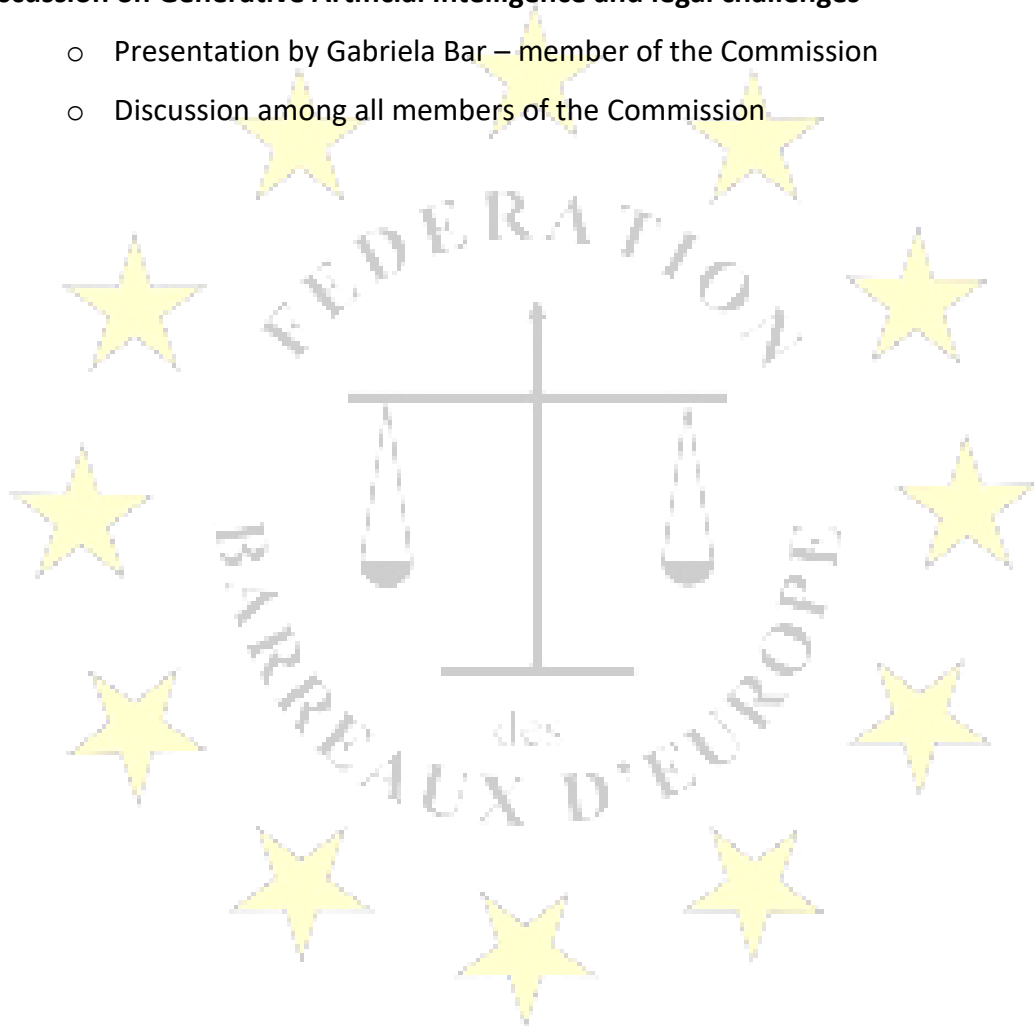 scussion on Generative Artificial Intelligence and legal challenges
o Presentation by Gabriela Bar – member of the Commission
o Discussion among all members of the Commission
FEDERATION
des
BARREAUX D'EUROPE